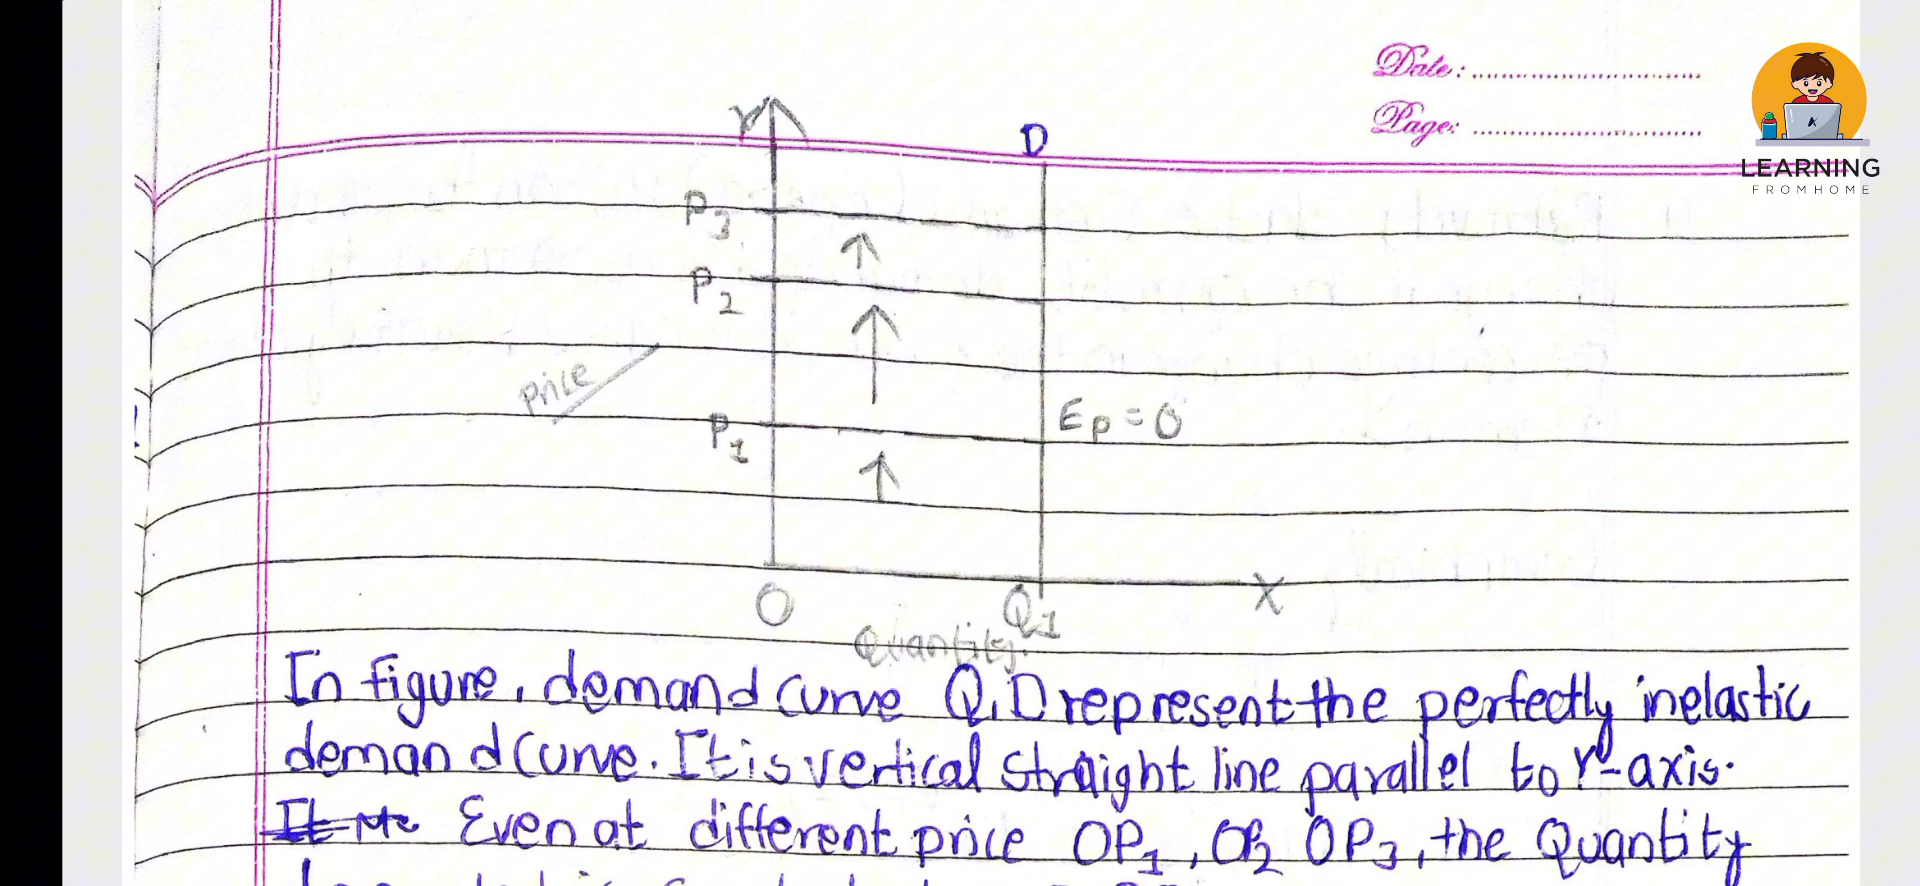 Date:
Page:
LEARNING
FROMHOME
Y
D
P3
P2
Price
P1
Ep = 0
O
Q1
X
Quantity.
In figure, demand curve Q1D represent the perfectly inelastic
demand curve. It is vertical straight line parallel to Y-axis.
Even at different price OP1, OP2 OP3, the Quantity